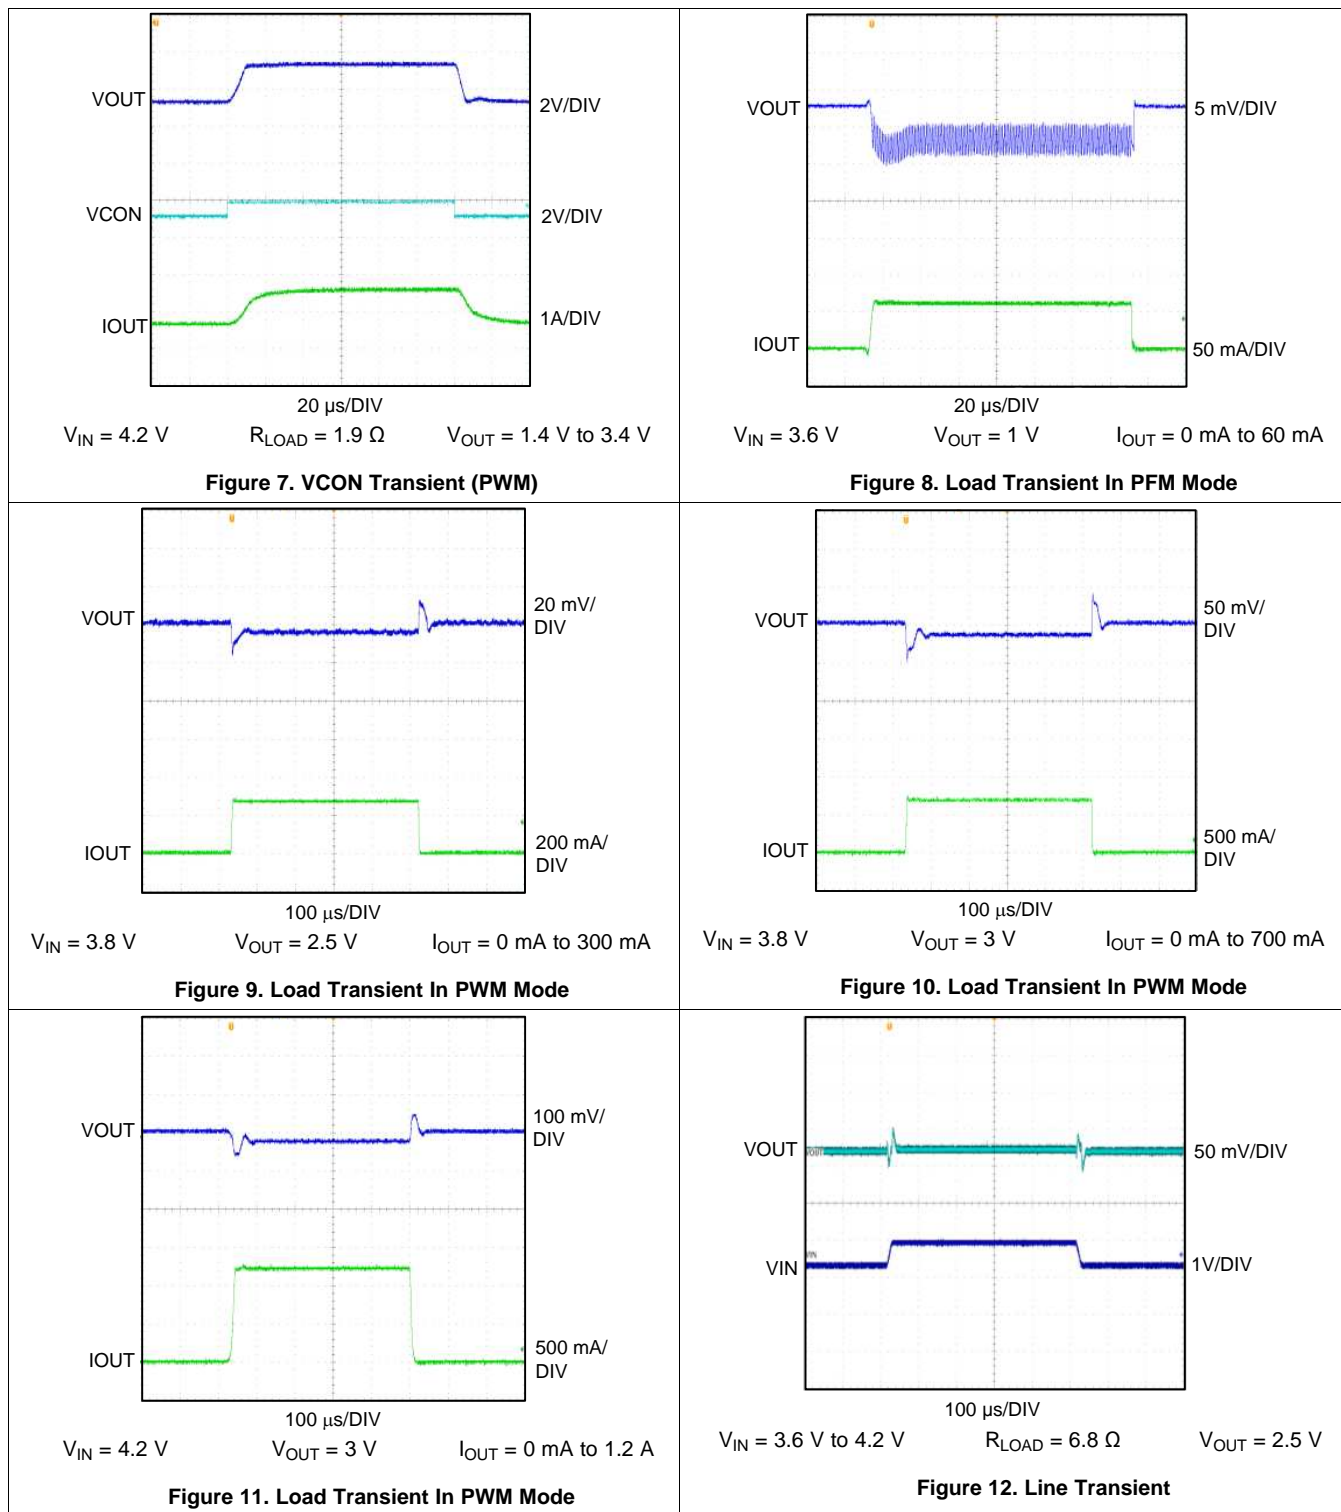 VOUT
2V/DIV
VCON
2V/DIV
IOUT
1A/DIV
20 µs/DIV
VIN = 4.2 V RLOAD = 1.9 Ω VOUT = 1.4 V to 3.4 V
Figure 7. VCON Transient (PWM)
VOUT
5 mV/DIV
IOUT
50 mA/DIV
20 µs/DIV
VIN = 3.6 V VOUT = 1 V IOUT = 0 mA to 60 mA
Figure 8. Load Transient In PFM Mode
VOUT
20 mV/
DIV
IOUT
200 mA/
DIV
100 µs/DIV
VIN = 3.8 V VOUT = 2.5 V IOUT = 0 mA to 300 mA
Figure 9. Load Transient In PWM Mode
VOUT
50 mV/
DIV
IOUT
500 mA/
DIV
100 µs/DIV
VIN = 3.8 V VOUT = 3 V IOUT = 0 mA to 700 mA
Figure 10. Load Transient In PWM Mode
VOUT
100 mV/
DIV
IOUT
500 mA/
DIV
100 µs/DIV
VIN = 4.2 V VOUT = 3 V IOUT = 0 mA to 1.2 A
Figure 11. Load Transient In PWM Mode
VOUT
50 mV/DIV
VIN
1V/DIV
100 µs/DIV
VIN = 3.6 V to 4.2 V RLOAD = 6.8 Ω VOUT = 2.5 V
Figure 12. Line Transient